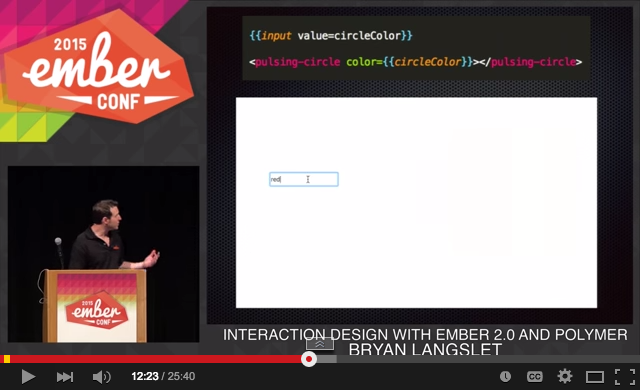 2015
ember
CONF
{{input value=circleColor}}
<pulsing-circle color={{circleColor}}></pulsing-circle>
red
2015
ember
CONF
INTERACTION DESIGN WITH EMBER 2.0 AND POLYMER
BRYAN LANGSLET
12:23 / 25:40
CC